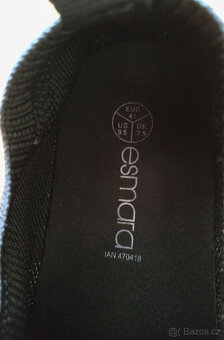 EUR
41
US
9.5
UK
7.5
esmara
IAN 470418
Bazos.cz